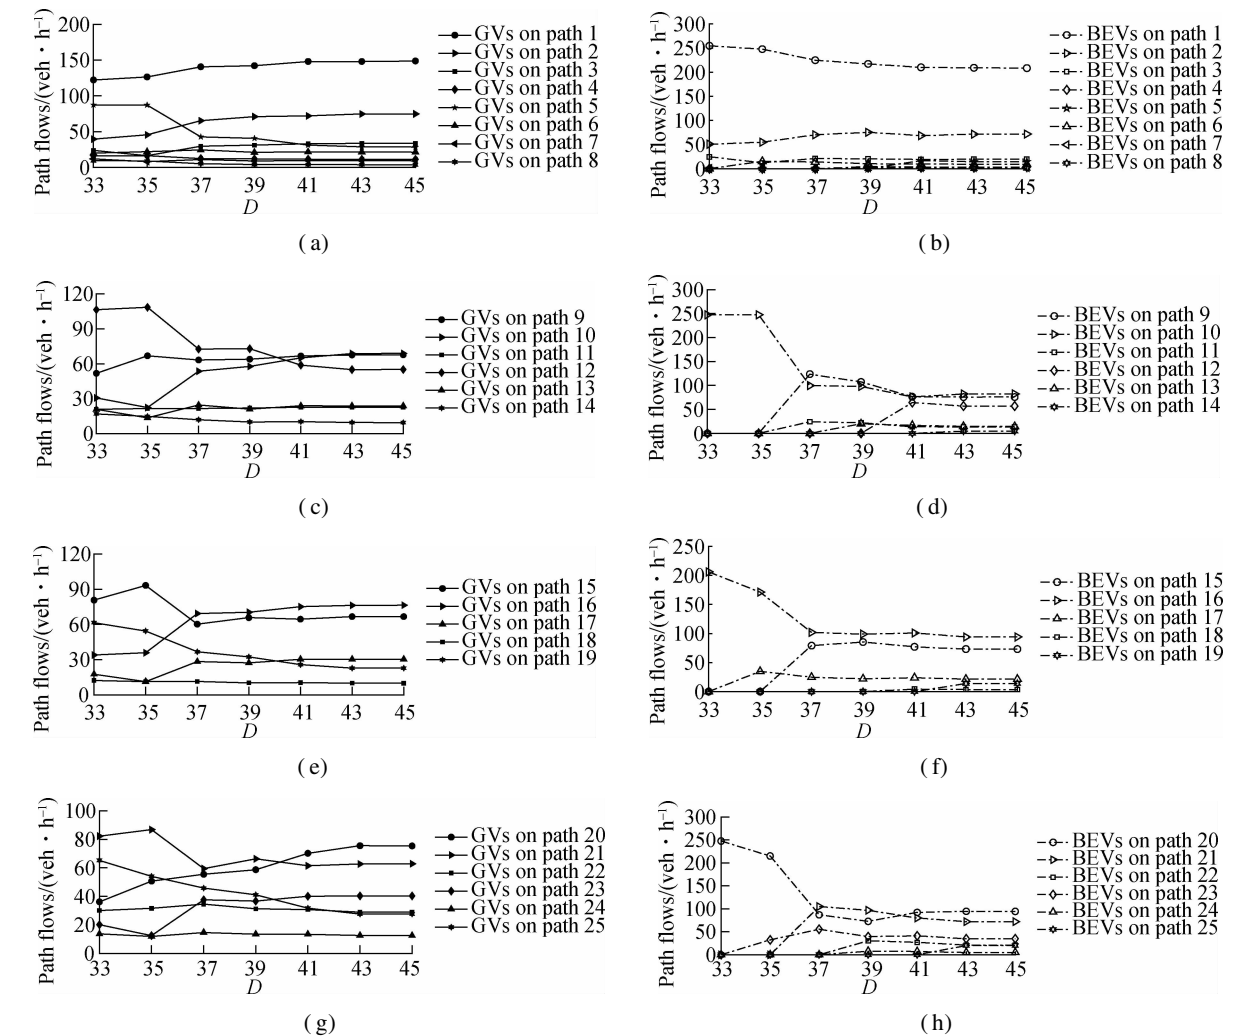 Path flows/(veh·h⁻¹)
200
150
100
50
0
33 35 37 39 41 43 45
D
GVs on path 1
GVs on path 2
GVs on path 3
GVs on path 4
GVs on path 5
GVs on path 6
GVs on path 7
GVs on path 8
(a)
Path flows/(veh·h⁻¹)
300
250
200
150
100
50
0
33 35 37 39 41 43 45
D
BEVs on path 1
BEVs on path 2
BEVs on path 3
BEVs on path 4
BEVs on path 5
BEVs on path 6
BEVs on path 7
BEVs on path 8
(b)
Path flows/(veh·h⁻¹)
120
90
60
30
0
33 35 37 39 41 43 45
D
GVs on path 9
GVs on path 10
GVs on path 11
GVs on path 12
GVs on path 13
GVs on path 14
(c)
Path flows/(veh·h⁻¹)
300
250
200
150
100
50
0
33 35 37 39 41 43 45
D
BEVs on path 9
BEVs on path 10
BEVs on path 11
BEVs on path 12
BEVs on path 13
BEVs on path 14
(d)
Path flows/(veh·h⁻¹)
120
90
60
30
0
33 35 37 39 41 43 45
D
GVs on path 15
GVs on path 16
GVs on path 17
GVs on path 18
GVs on path 19
(e)
Path flows/(veh·h⁻¹)
250
200
150
100
50
0
33 35 37 39 41 43 45
D
BEVs on path 15
BEVs on path 16
BEVs on path 17
BEVs on path 18
BEVs on path 19
(f)
Path flows/(veh·h⁻¹)
100
80
60
40
20
0
33 35 37 39 41 43 45
D
GVs on path 20
GVs on path 21
GVs on path 22
GVs on path 23
GVs on path 24
GVs on path 25
(g)
Path flows/(veh·h⁻¹)
300
250
200
150
100
50
0
33 35 37 39 41 43 45
D
BEVs on path 20
BEVs on path 21
BEVs on path 22
BEVs on path 23
BEVs on path 24
BEVs on path 25
(h)